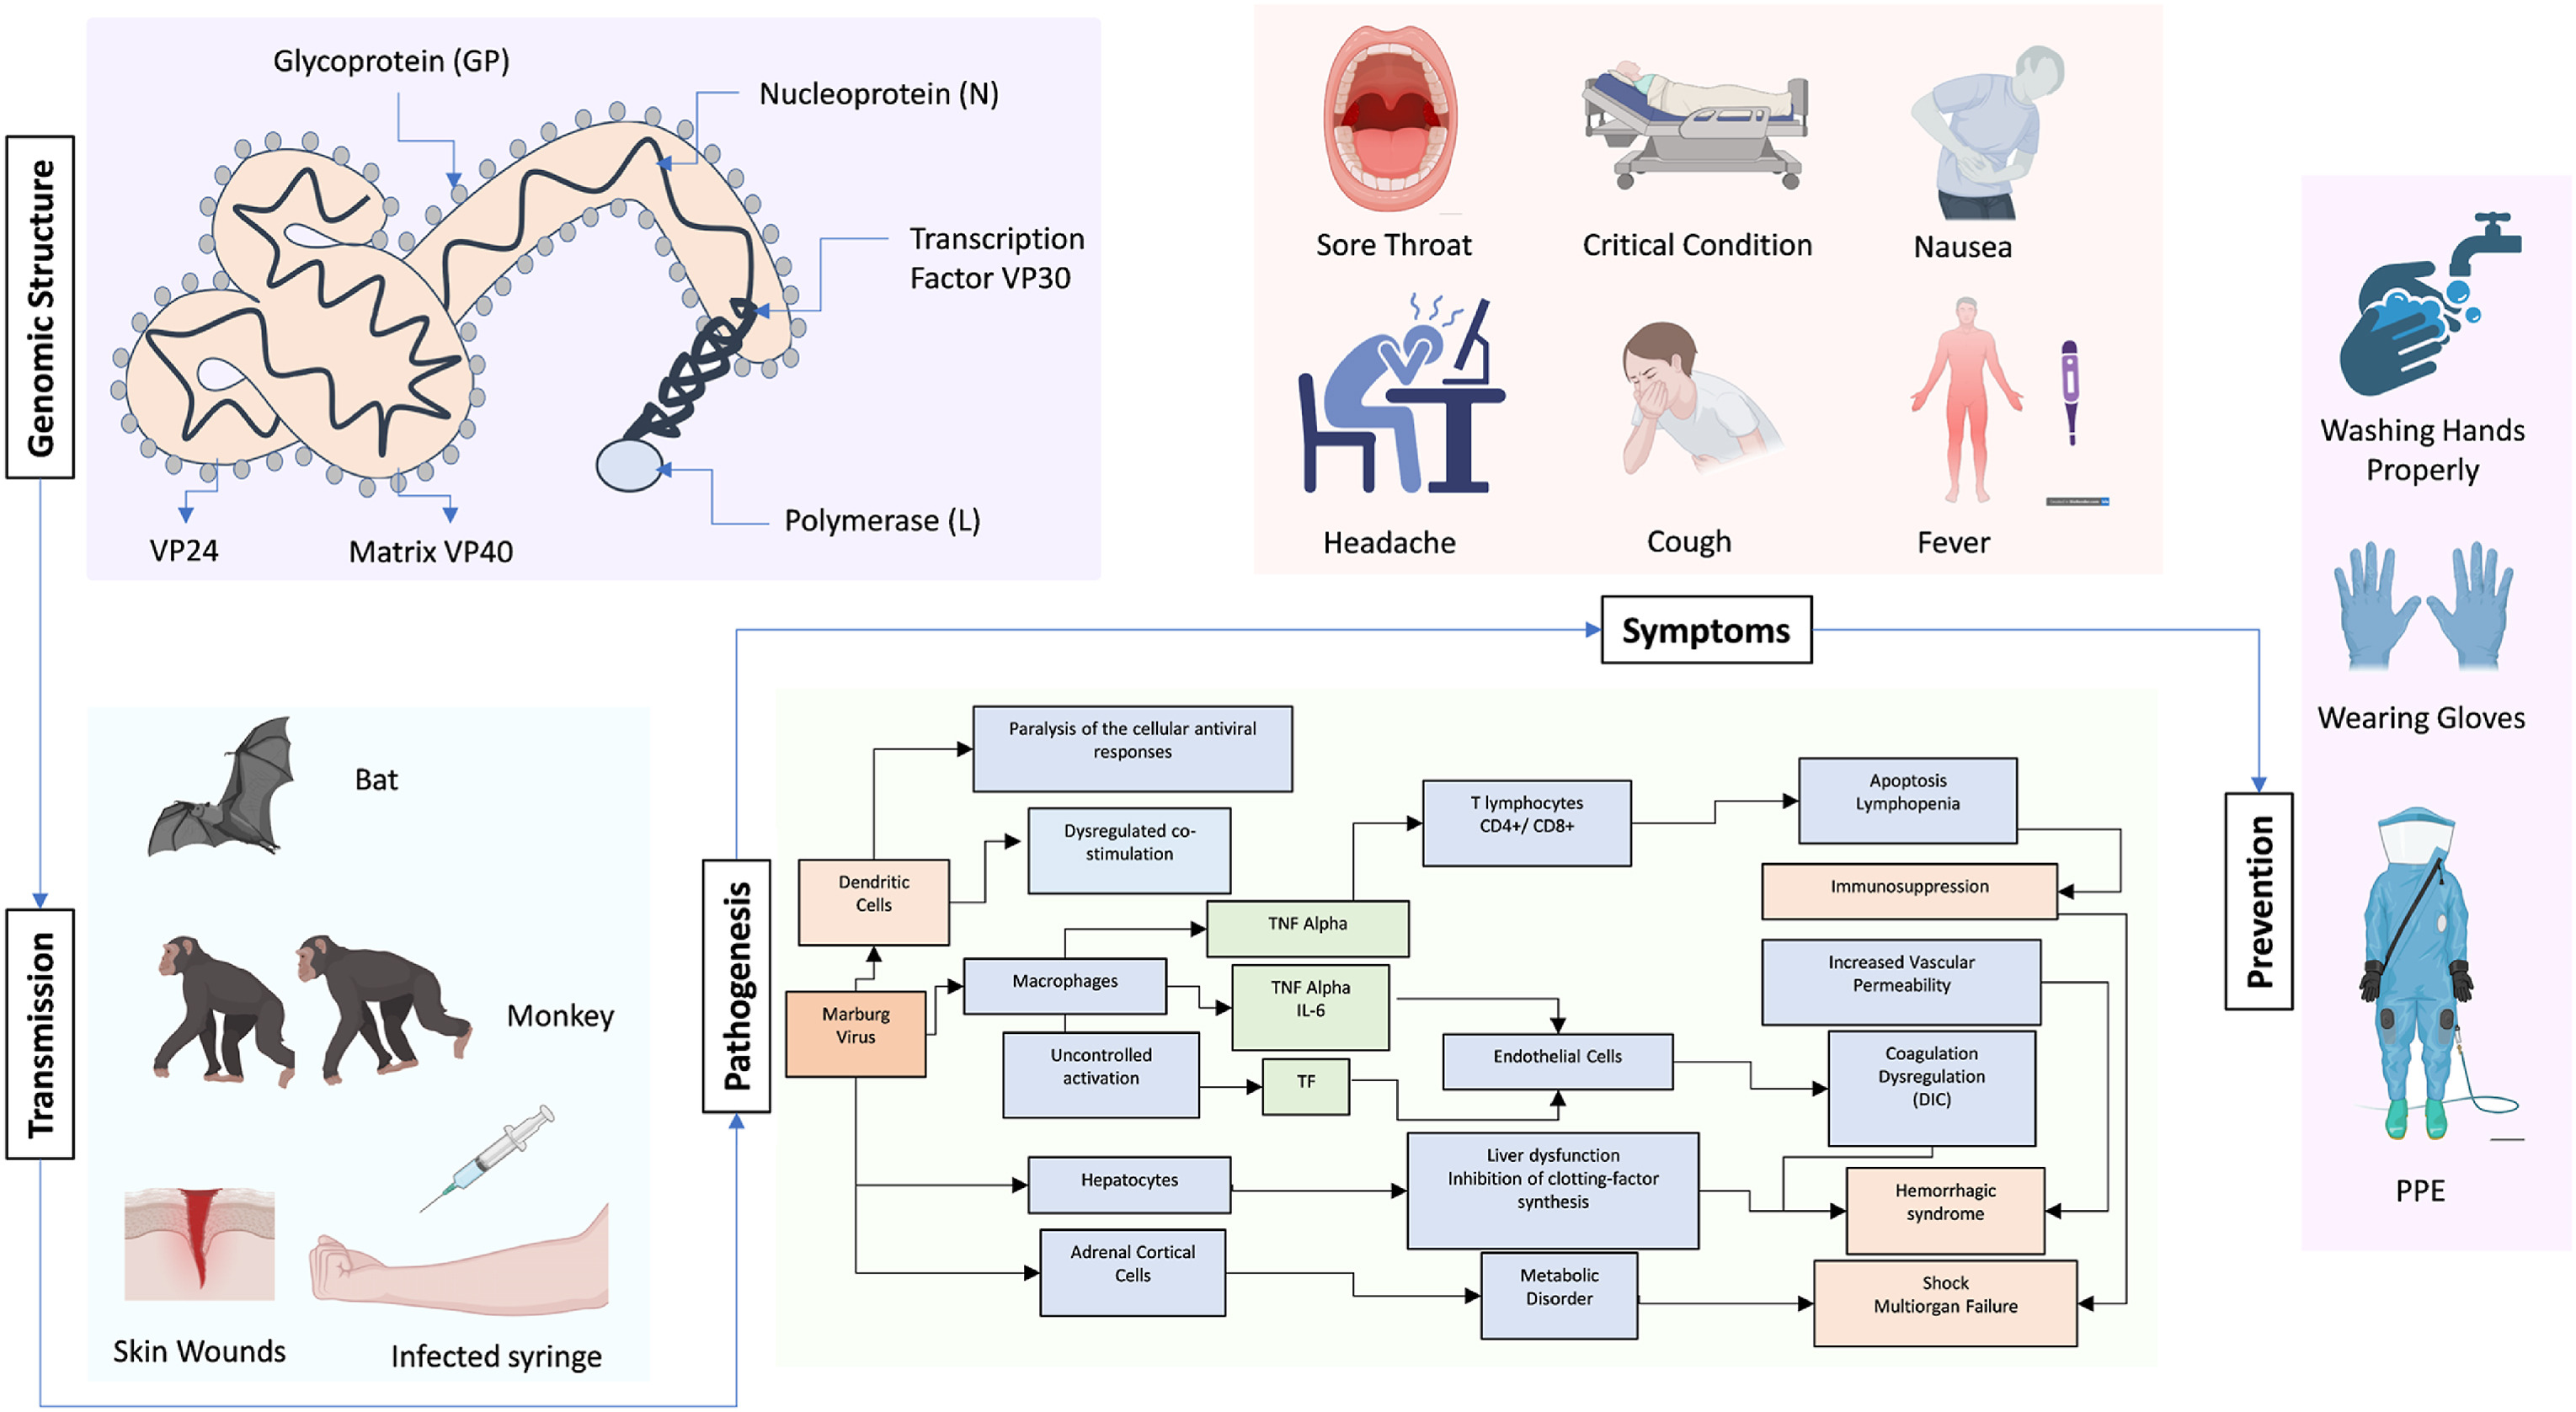 Genomic Structure
Glycoprotein (GP)
Nucleoprotein (N)
Transcription
Factor VP30
Polymerase (L)
VP24
Matrix VP40
Transmission
Bat
Monkey
Skin Wounds
Infected syringe
Pathogenesis
Paralysis of the cellular antiviral
responses
Dysregulated co-
stimulation
Dendritic
Cells
Marburg
Virus
Macrophages
Uncontrolled
activation
TNF Alpha
TNF Alpha
IL-6
TF
T lymphocytes
CD4+/ CD8+
Apoptosis
Lymphopenia
Immunosuppression
Increased Vascular
Permeability
Endothelial Cells
Coagulation
Dysregulation
(DIC)
Hepatocytes
Liver dysfunction
Inhibition of clotting-factor
synthesis
Hemorrhagic
syndrome
Adrenal Cortical
Cells
Metabolic
Disorder
Shock
Multiorgan Failure
Symptoms
Sore Throat
Critical Condition
Nausea
Headache
Cough
Fever
Prevention
Washing Hands
Properly
Wearing Gloves
PPE